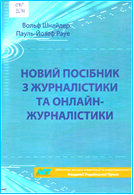 Вольф Шнайдер
Пауль-Йозеф Рауе
НОВИЙ ПОСІБНИК
З ЖУРНАЛІСТИКИ
ТА ОНЛАЙН-
ЖУРНАЛІСТИКИ